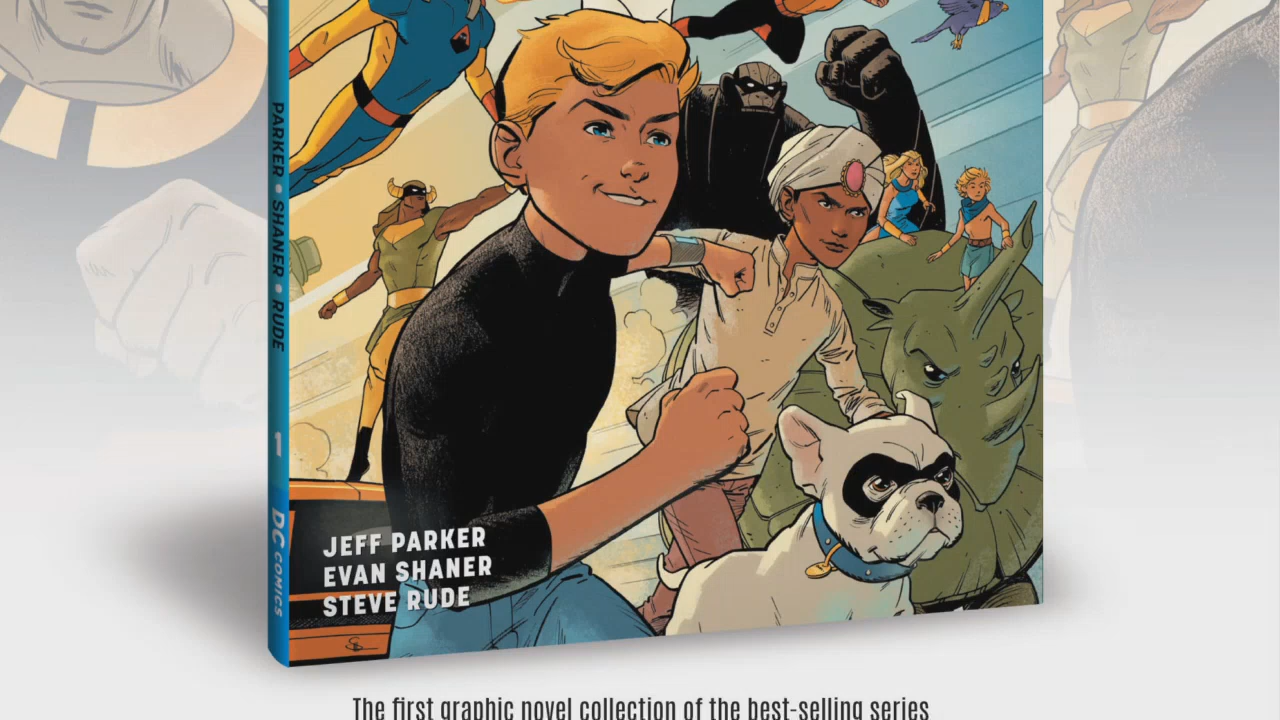 PARKER • SHANER • RUDE
1
DC COMICS
JEFF PARKER
EVAN SHANER
STEVE RUDE
The first graphic novel collection of the best-selling series